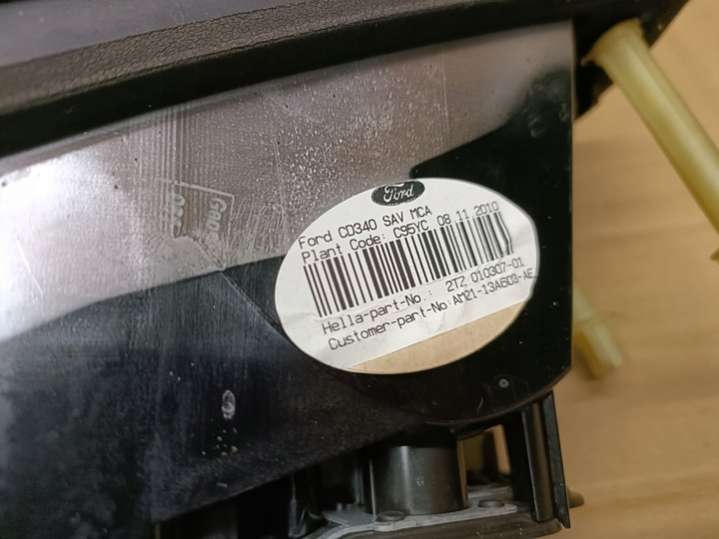 Ford
Ford CD340 SAV MCA
Plant Code: C95YC 08 11 2010
Hella-part-No.: 2TZ 010307-01
Customer-part-No: AM21-13A603-AE